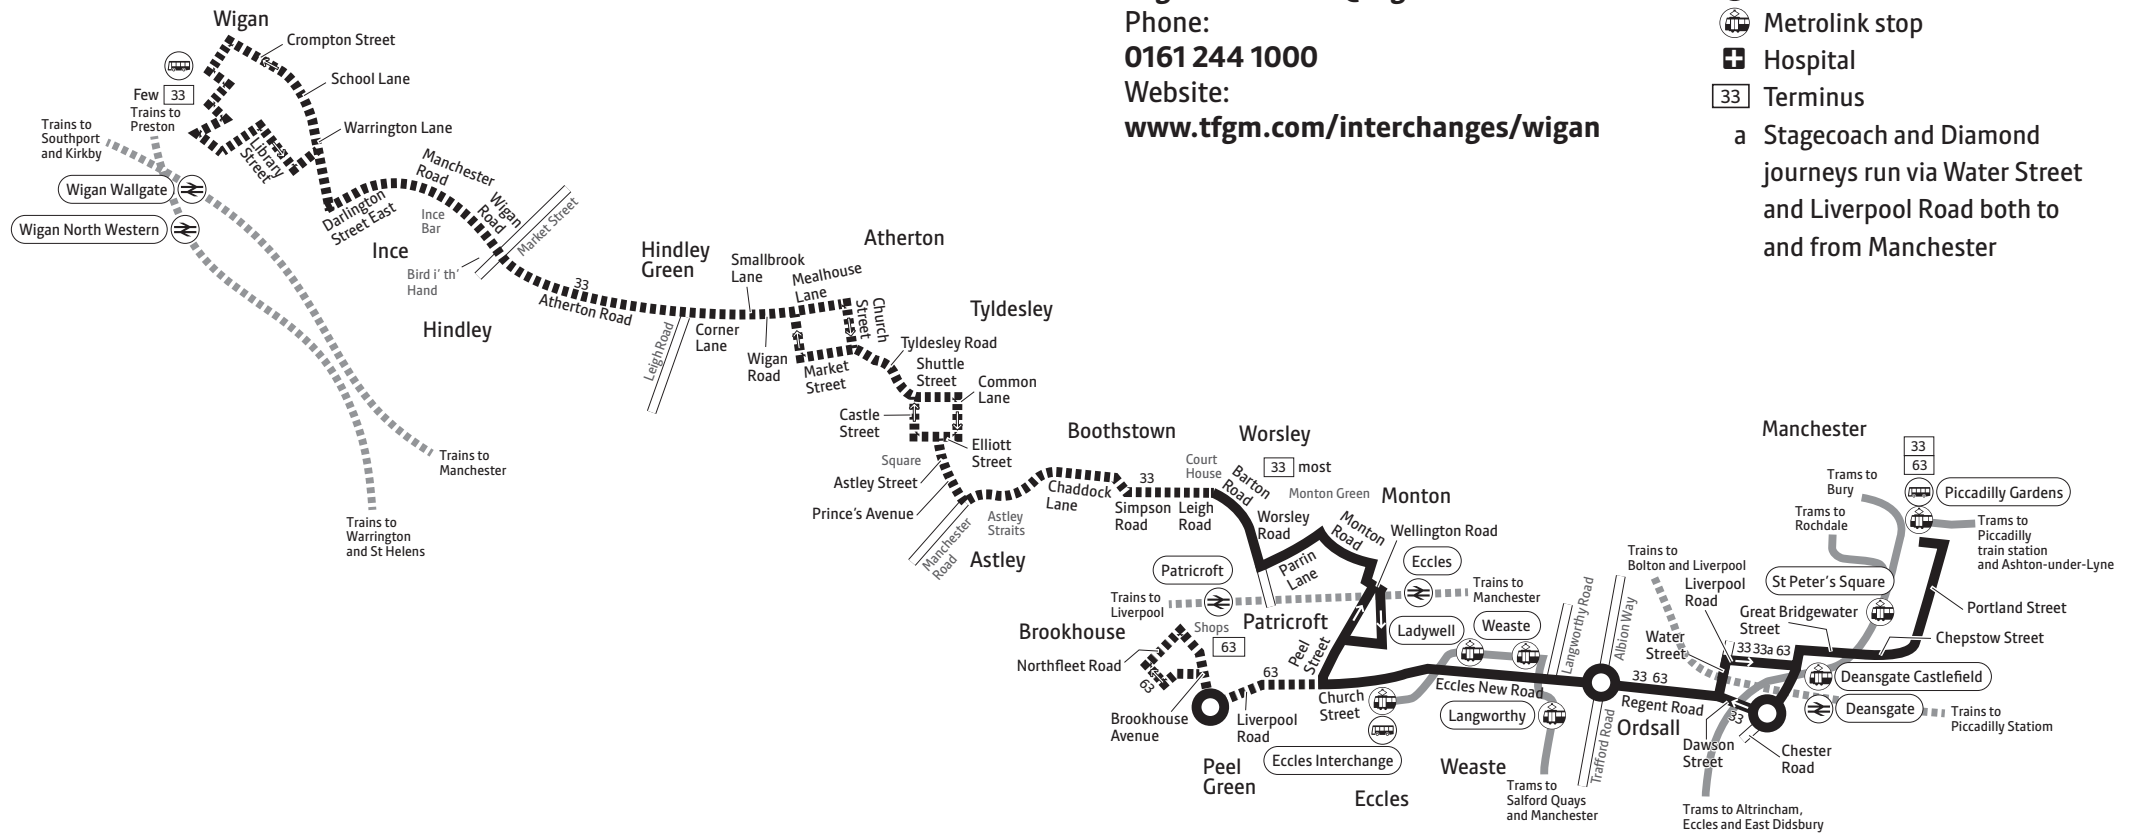 Phone:
0161 244 1000
Website:
www.tfgm.com/interchanges/wigan
Metrolink stop
Hospital
33 Terminus
a Stagecoach and Diamond
journeys run via Water Street
and Liverpool Road both to
and from Manchester
Wigan
Crompton Street
School Lane
Few 33
Trains to
Preston
Trains to
Southport
and Kirkby
Warrington Lane
Library
Street
Wigan Wallgate
Wigan North Western
Darlington
Street East
Manchester
Road
Ince
Bar
Wigan
Road
Market Street
Ince
Bird i' th'
Hand
Hindley
33
Atherton Road
Hindley
Green
Leigh Road
Corner
Lane
Smallbrook
Lane
Wigan
Road
Mealhouse
Lane
Atherton
Church
Street
Market
Street
Tyldesley
Tyldesley Road
Shuttle
Street
Common
Lane
Castle
Street
Elliott
Street
Square
Astley Street
Prince's Avenue
Manchester
Road
Astley
Straits
Astley
Trains to
Manchester
Trains to
Warrington
and St Helens
Boothstown
Chaddock
Lane
33
Simpson
Road
Leigh
Road
Court
House
Worsley
33 most
Barton
Road
Monton Green
Monton
Worsley
Road
Monton
Road
Wellington Road
Parrin
Lane
Patricroft
Eccles
Trains to
Liverpool
Trains to
Manchester
Brookhouse
Shops
63
Patricroft
Northfleet Road
63
Brookhouse
Avenue
63
Liverpool
Road
Peel
Green
Peel
Street
Church
Street
Eccles Interchange
Eccles
Ladywell
Weaste
Eccles New Road
Langworthy
Weaste
Trams to
Salford Quays
and Manchester
Langworthy Road
Albion Way
Trafford Road
33 63
Regent Road
Ordsall
Trains to
Bolton and Liverpool
Liverpool
Road
Water
Street
33 33a 63
33
Dawson
Street
Chester
Road
Trams to Altrincham,
Eccles and East Didsbury
Manchester
33
63
Piccadilly Gardens
Trams to
Bury
Trams to
Rochdale
Trams to
Piccadilly
train station
and Ashton-under-Lyne
St Peter's Square
Great Bridgewater
Street
Portland Street
Chepstow Street
Deansgate Castlefield
Deansgate
Trains to
Piccadilly Statiom